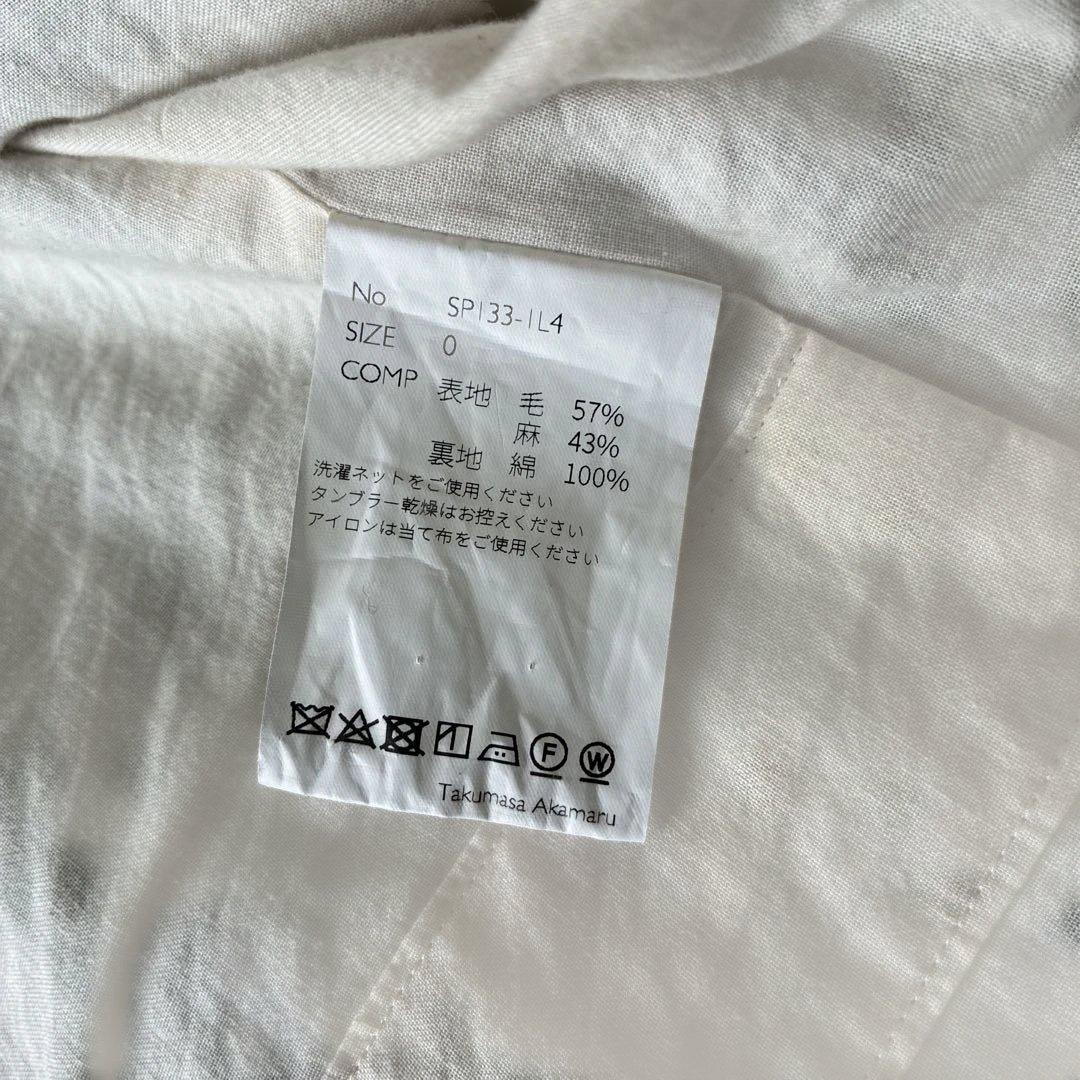 No SP133-1L4
SIZE 0
COMP 表地 毛 57%
麻 43%
裏地 綿 100%
洗濯ネットをご使用ください
タンブラー乾燥はお控えください
アイロンは当て布をご使用ください
F W
Takumasa Akamaru